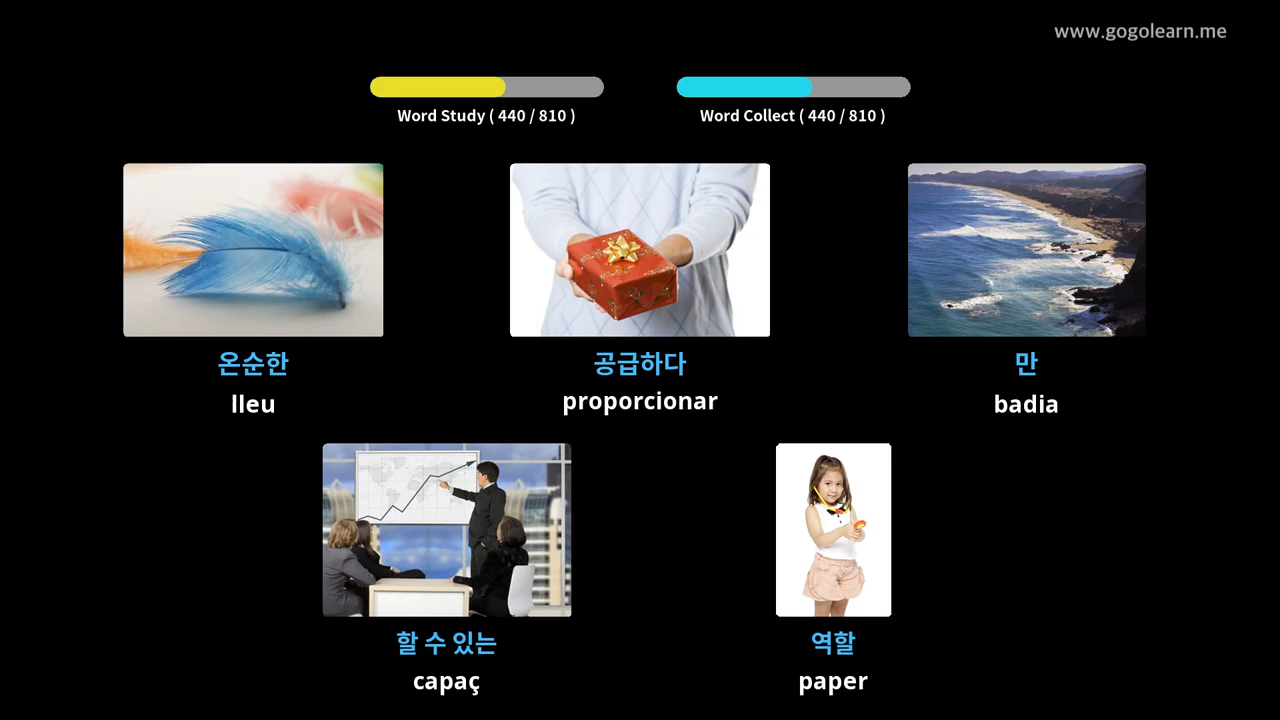 www.gogolearn.me
Word Study ( 440 / 810 )
Word Collect ( 440 / 810 )
온순한
lleu
공급하다
proporcionar
만
badia
할 수 있는
capaç
역할
paper